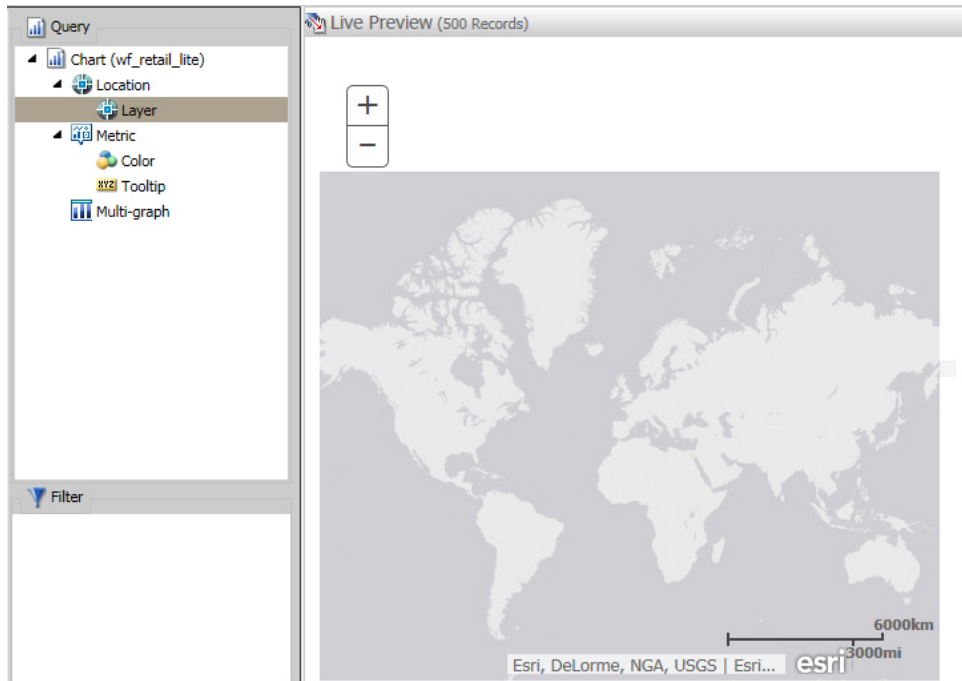 Query
Chart (wf_retail_lite)
Location
Layer
Metric
Color
XYZ Tooltip
Multi-graph
Filter
Live Preview (500 Records)
+
−
6000km
3000mi
Esri, DeLorme, NGA, USGS | Esri...
esri